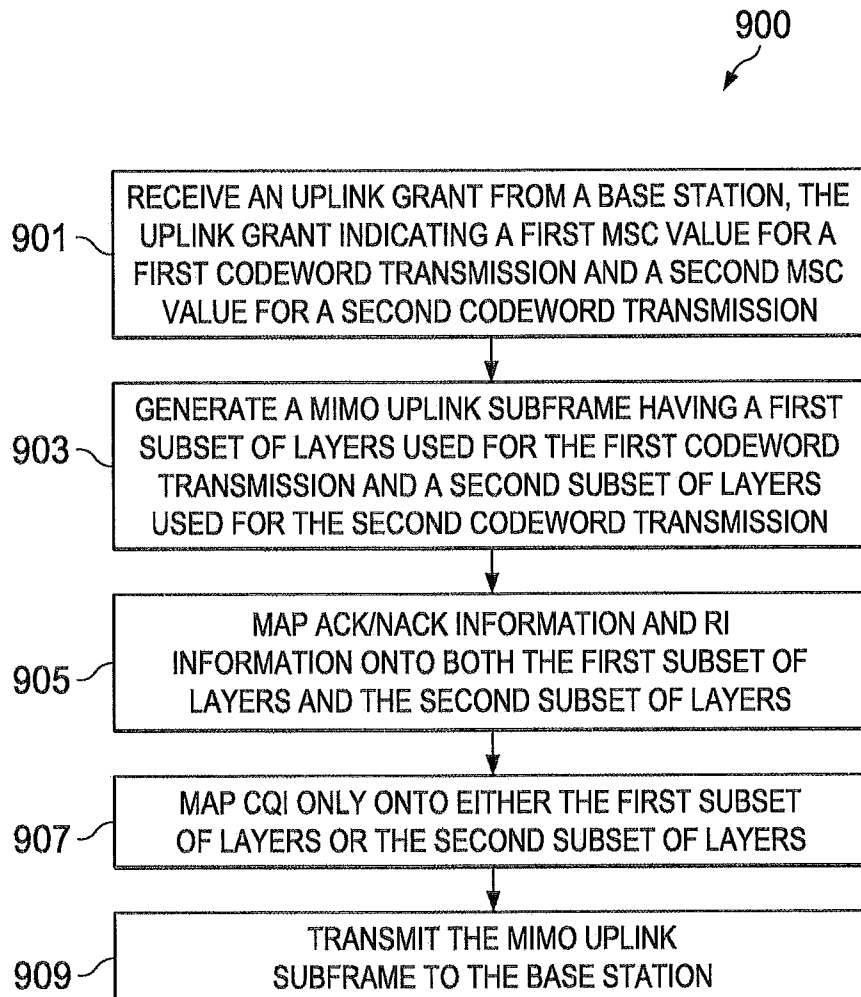 900
901
RECEIVE AN UPLINK GRANT FROM A BASE STATION, THE
UPLINK GRANT INDICATING A FIRST MSC VALUE FOR A
FIRST CODEWORD TRANSMISSION AND A SECOND MSC
VALUE FOR A SECOND CODEWORD TRANSMISSION
903
GENERATE A MIMO UPLINK SUBFRAME HAVING A FIRST
SUBSET OF LAYERS USED FOR THE FIRST CODEWORD
TRANSMISSION AND A SECOND SUBSET OF LAYERS
USED FOR THE SECOND CODEWORD TRANSMISSION
905
MAP ACK/NACK INFORMATION AND RI
INFORMATION ONTO BOTH THE FIRST SUBSET OF
LAYERS AND THE SECOND SUBSET OF LAYERS
907
MAP CQI ONLY ONTO EITHER THE FIRST SUBSET
OF LAYERS OR THE SECOND SUBSET OF LAYERS
909
TRANSMIT THE MIMO UPLINK
SUBFRAME TO THE BASE STATION